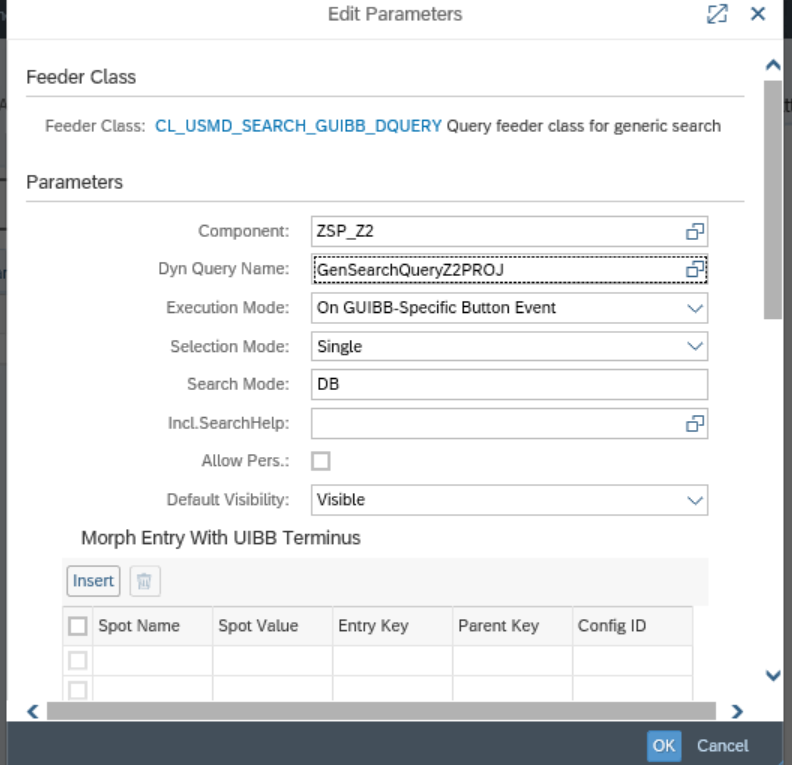 Edit Parameters
Feeder Class
Feeder Class: CL_USMD_SEARCH_GUIBB_DQUERY Query feeder class for generic search
Parameters
Component: ZSP_Z2
Dyn Query Name: GenSearchQueryZ2PROJ
Execution Mode: On GUIBB-Specific Button Event
Selection Mode: Single
Search Mode: DB
Incl.SearchHelp:
Allow Pers.:
Default Visibility: Visible
Morph Entry With UIBB Terminus
Insert
Spot Name Spot Value Entry Key Parent Key Config ID
OK Cancel